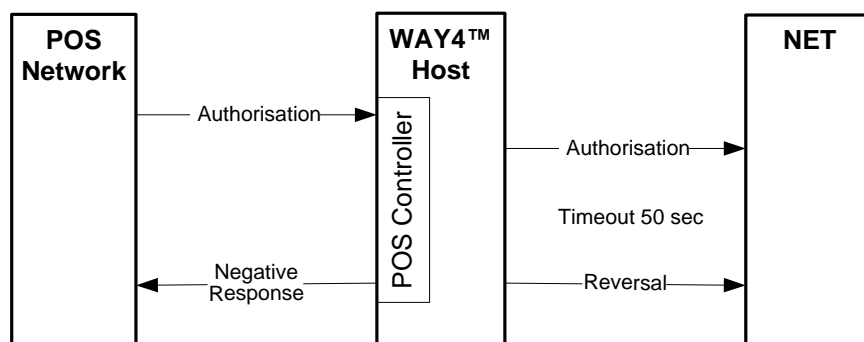 POS
Network
WAY4™
Host
NET
Authorisation
POS Controller
Authorisation
Timeout 50 sec
Negative
Response
Reversal